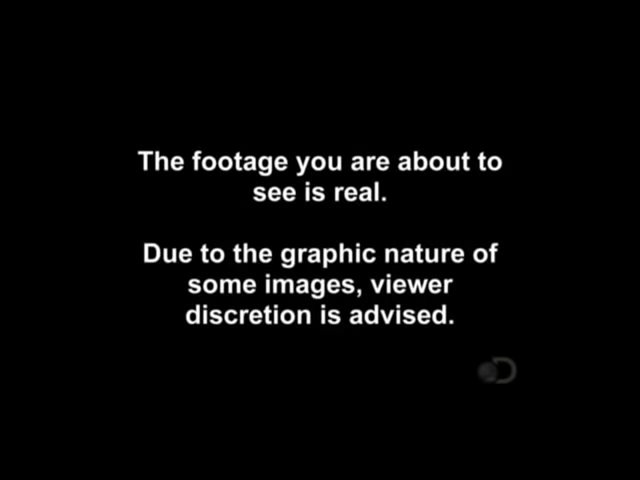 The footage you are about to
see is real.
Due to the graphic nature of
some images, viewer
discretion is advised.
D